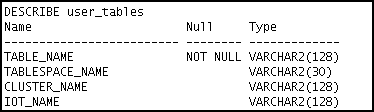 DESCRIBE user_tables
Name Null Type
------------------------- -------- -------------
TABLE_NAME NOT NULL VARCHAR2(128)
TABLESPACE_NAME VARCHAR2(30)
CLUSTER_NAME VARCHAR2(128)
IOT_NAME VARCHAR2(128)